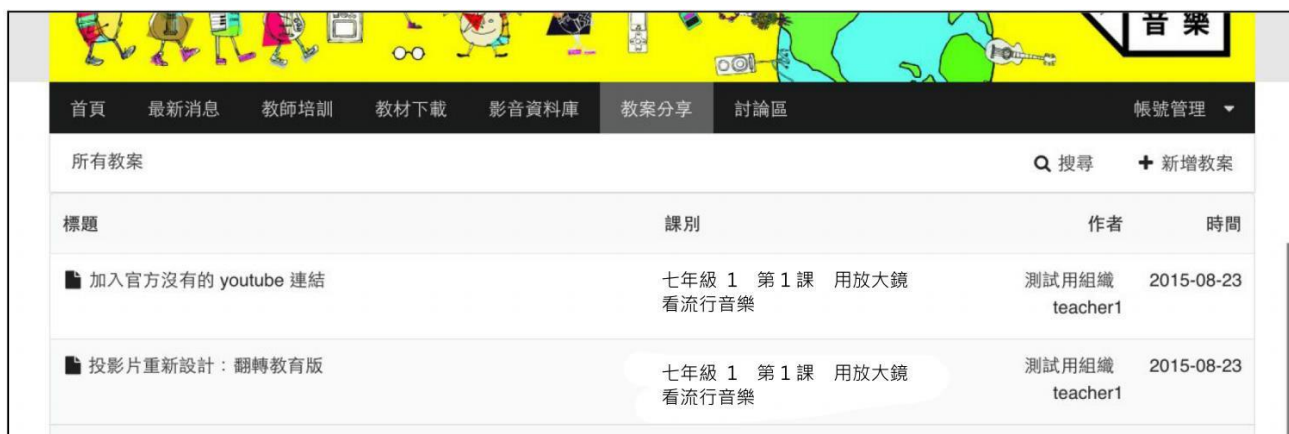 音樂
首頁 最新消息 教師培訓 教材下載 影音資料庫 教案分享 討論區 帳號管理
所有教案 搜尋 新增教案
標題 課別 作者 時間
加入官方沒有的 youtube 連結 七年級 1 第1課 用放大鏡 測試用組織 2015-08-23
看流行音樂 teacher1
投影片重新設計：翻轉教育版 七年級 1 第1課 用放大鏡 測試用組織 2015-08-23
看流行音樂 teacher1